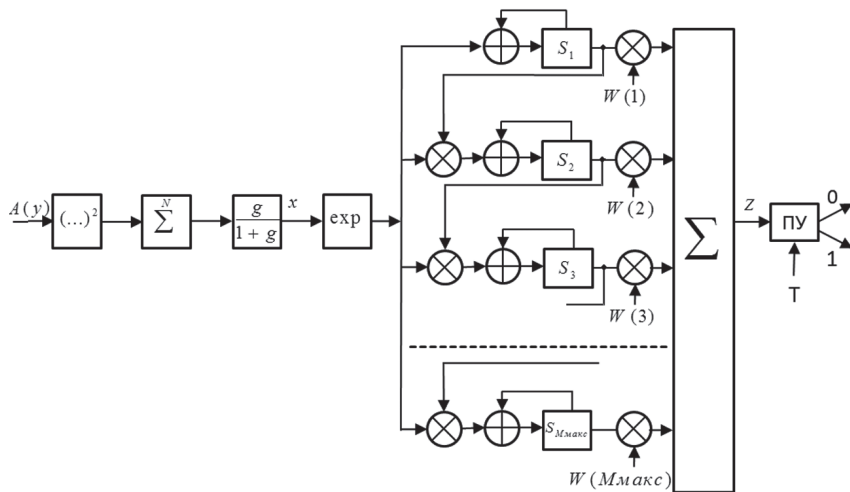 S₁
W (1)
S₂
W (2)
A(y)
(...)²
N
∑
g
1 + g
x
exp
S₃
W (3)
∑
Z
ПУ
0
1
T
S_Ммакс
W (Ммакс)